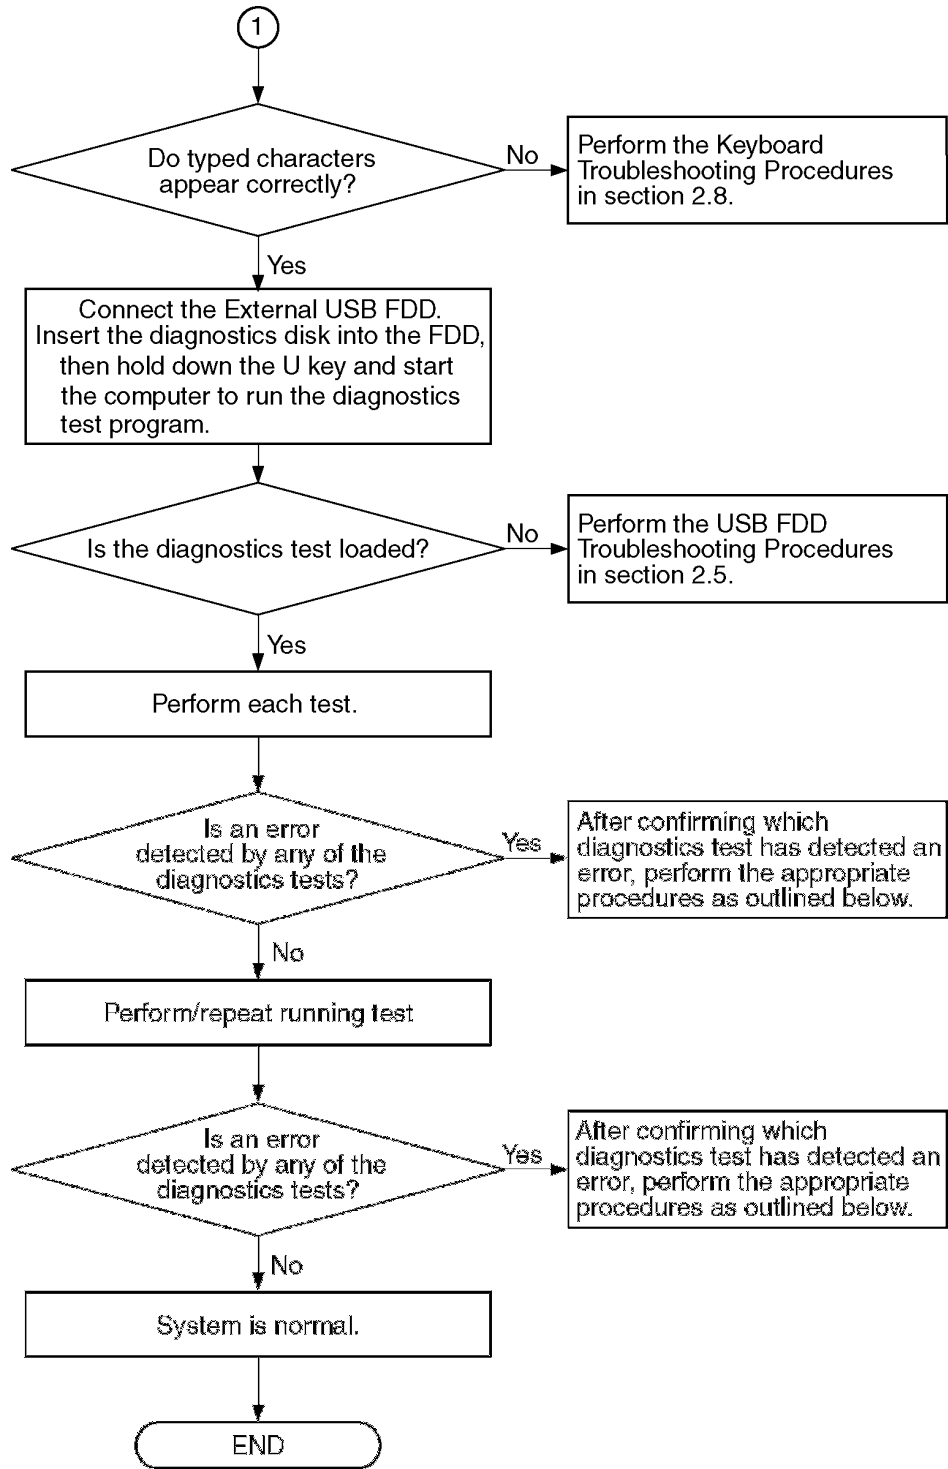 1
Do typed characters
appear correctly?
No
Perform the Keyboard
Troubleshooting Procedures
in section 2.8.
Yes
Connect the External USB FDD.
Insert the diagnostics disk into the FDD,
then hold down the U key and start
the computer to run the diagnostics
test program.
Is the diagnostics test loaded?
No
Perform the USB FDD
Troubleshooting Procedures
in section 2.5.
Yes
Perform each test.
Is an error
detected by any of the
diagnostics tests?
Yes
After confirming which
diagnostics test has detected an
error, perform the appropriate
procedures as outlined below.
No
Perform/repeat running test
Is an error
detected by any of the
diagnostics tests?
Yes
After confirming which
diagnostics test has detected an
error, perform the appropriate
procedures as outlined below.
No
System is normal.
END